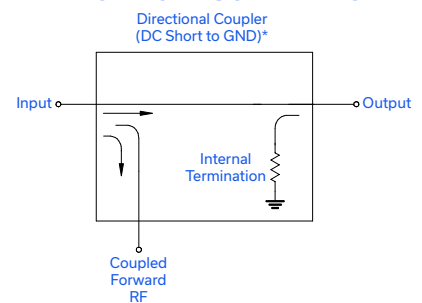 Directional Coupler
(DC Short to GND)*
Input
Output
Internal
Termination
Coupled
Forward
RF